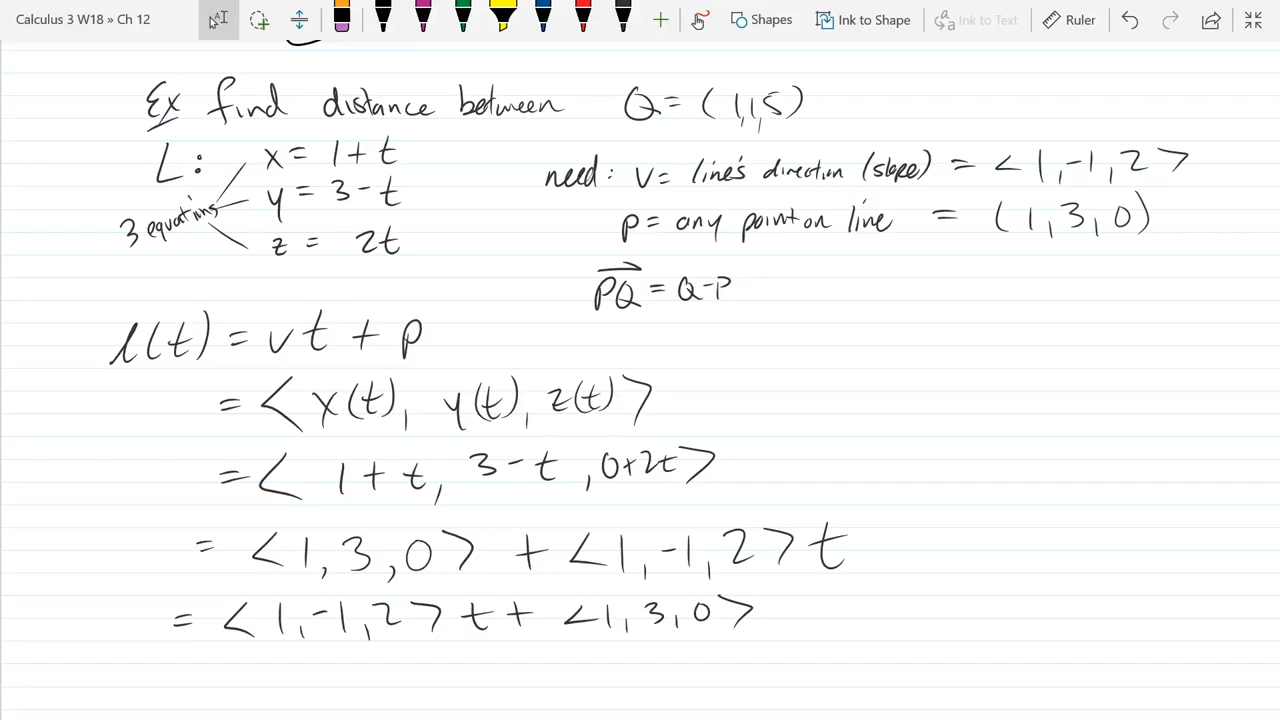 Calculus 3 W18 » Ch 12
Shapes Ink to Shape Ink to Text Ruler
Ex find distance between Q = (1,1,5)
L: x = 1 + t
y = 3 - t
z = 2t
3 equations
need: v = line's direction (slope) = < 1, -1, 2 >
p = any point on line = (1, 3, 0)
PQ = Q-P
l(t) = vt + p
= < x(t), y(t), z(t) >
= < 1 + t, 3 - t, 0+2t >
= < 1, 3, 0 > + < 1, -1, 2 > t
= < 1, -1, 2 > t + < 1, 3, 0 >